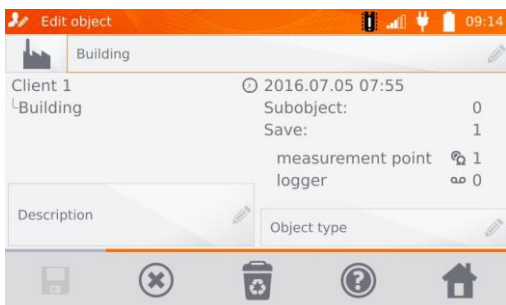 Edit object
09:14
Building
Client 1
2016.07.05 07:55
Building
Subobject: 0
Save: 1
measurement point 1
logger 0
Description
Object type